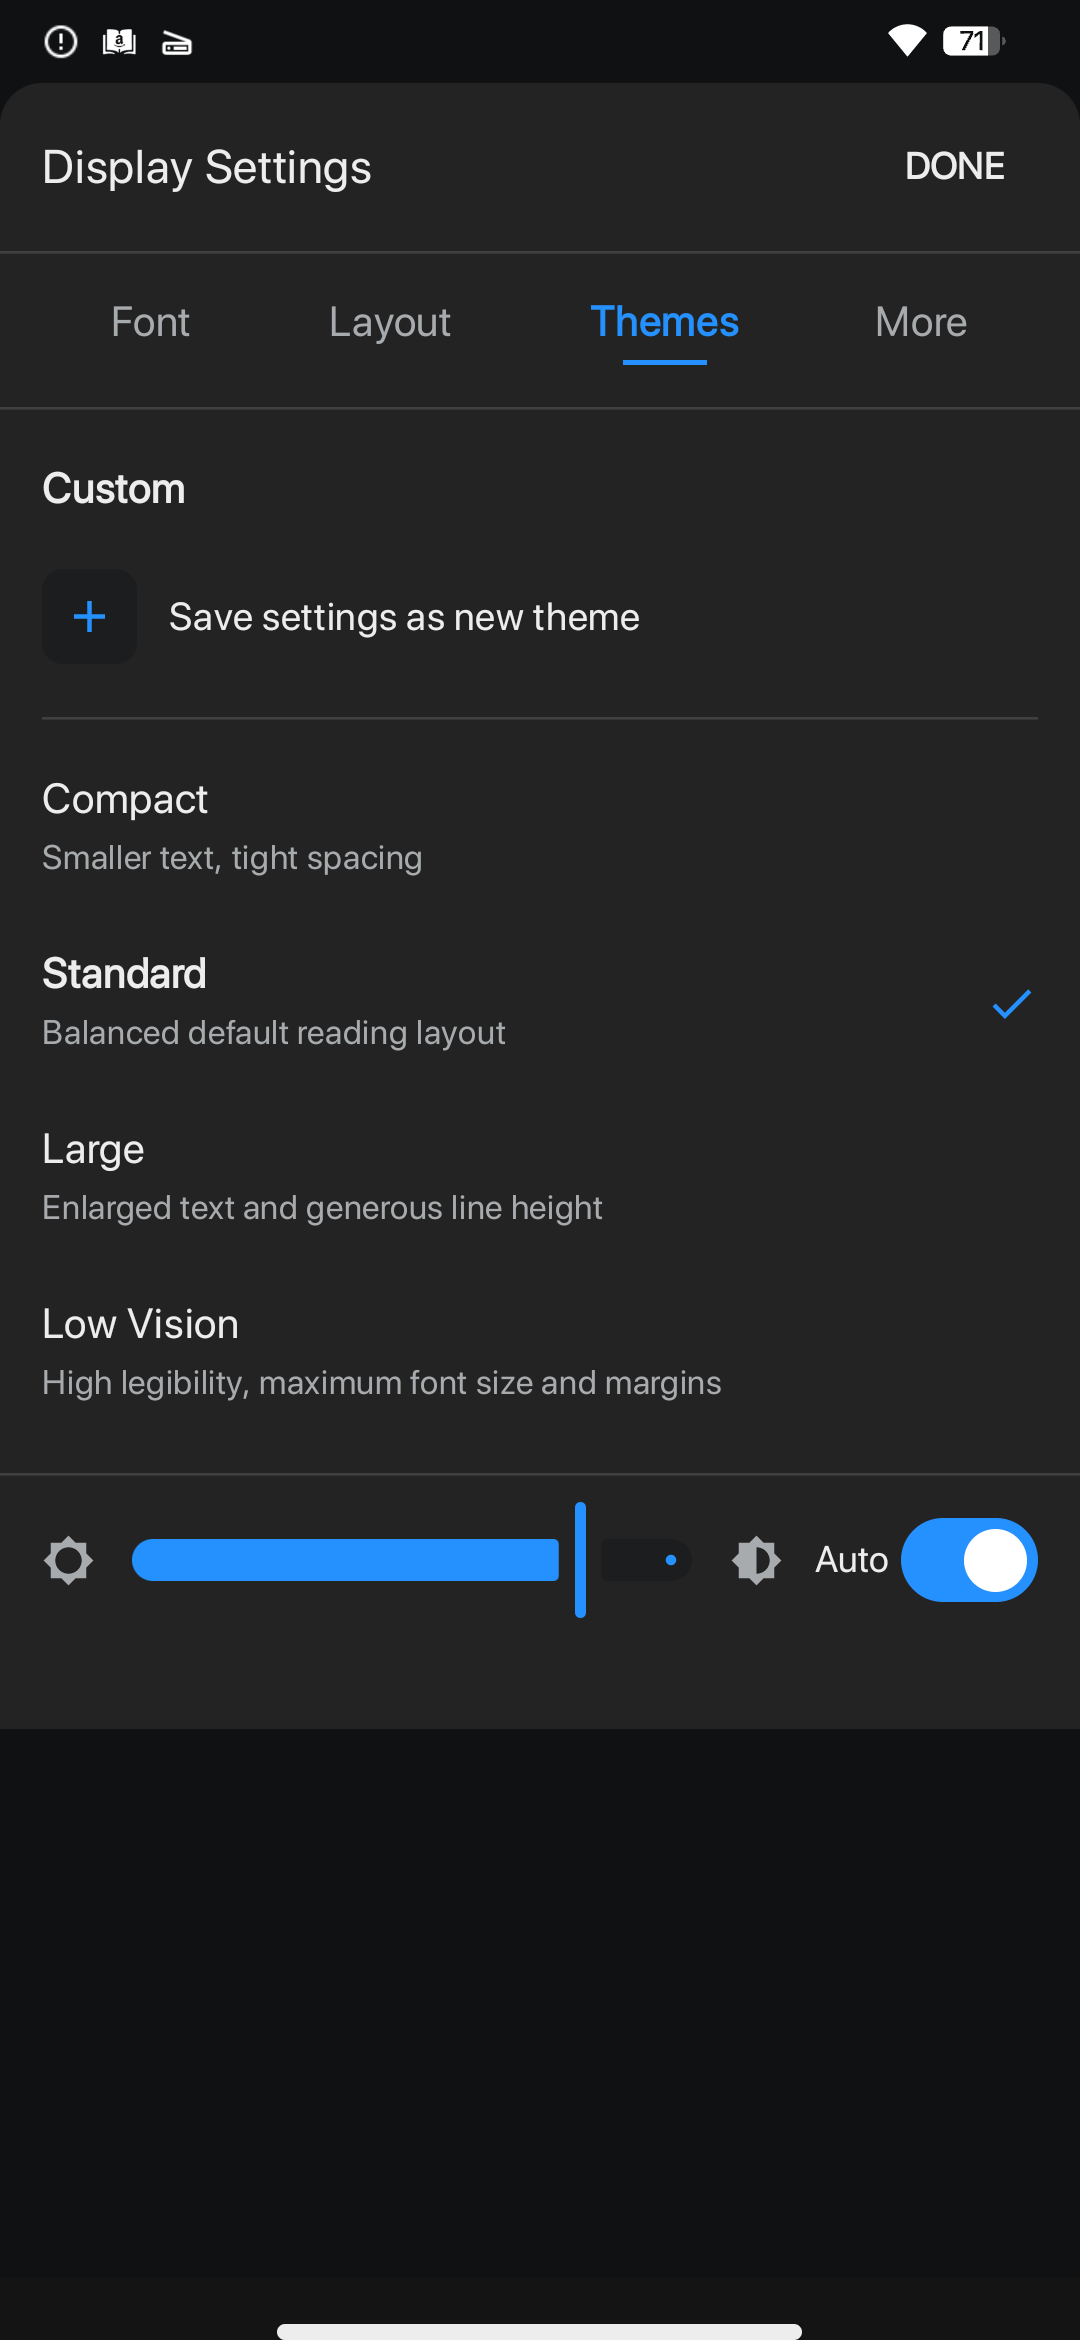 71
Display Settings
DONE
Font Layout Themes More
Custom
Save settings as new theme
Compact
Smaller text, tight spacing
Standard
Balanced default reading layout
Large
Enlarged text and generous line height
Low Vision
High legibility, maximum font size and margins
Auto